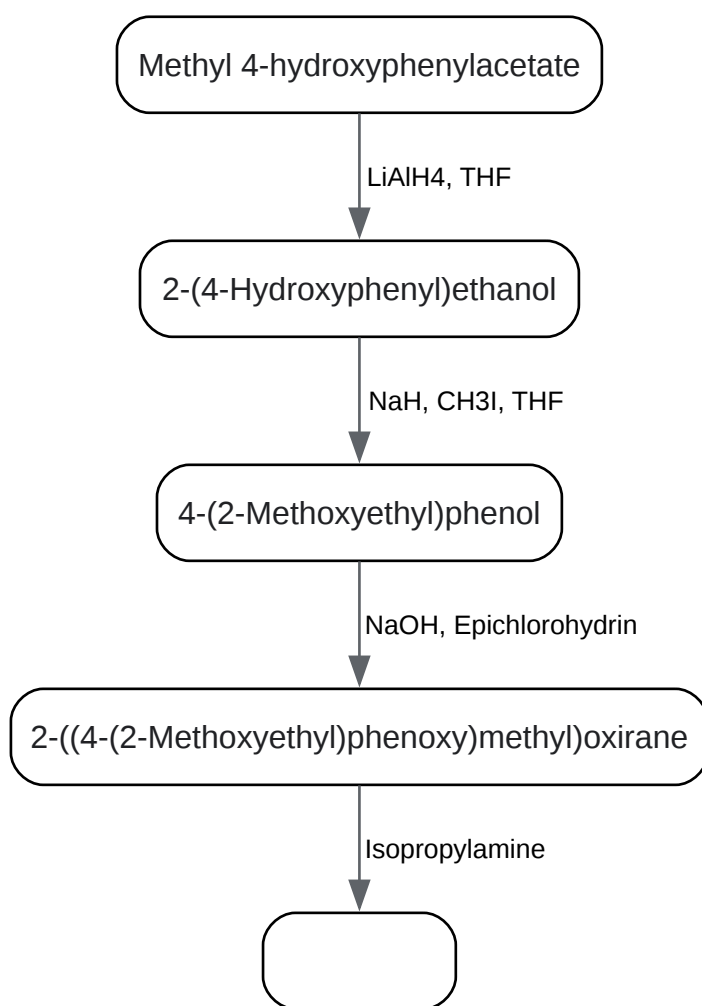 Methyl 4-hydroxyphenylacetate
LiAlH4, THF
2-(4-Hydroxyphenyl)ethanol
NaH, CH3I, THF
4-(2-Methoxyethyl)phenol
NaOH, Epichlorohydrin
2-((4-(2-Methoxyethyl)phenoxy)methyl)oxirane
Isopropylamine